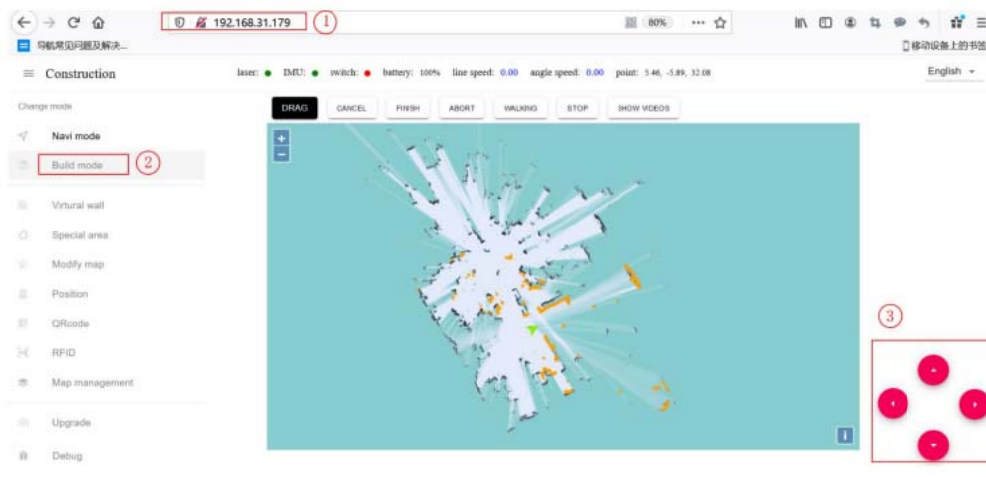 192.168.31.179 ① 80%
导航常见问题及解决... 移动设备上的书签
Construction laser: IMU: switch: battery: 100% line speed: 0.00 angle speed: 0.00 point: 5.46, -5.89, 32.08 English
Change mode DRAG CANCEL FINISH ABORT WALKING STOP SHOW VIDEOS
Navi mode
Build mode ②
Virtural wall
Special area
Modify map
Position
③
QRcode
RFID
Map management
Upgrade
Debug